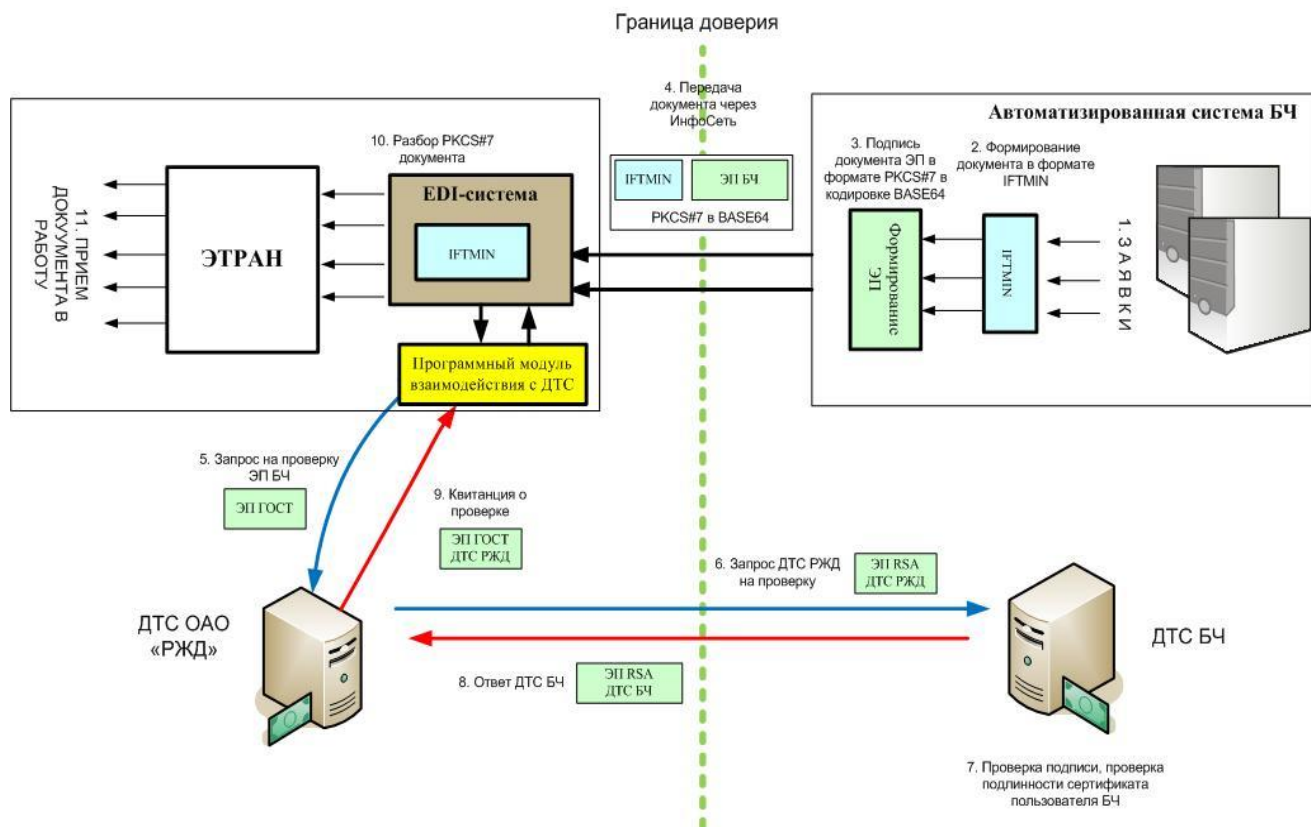 Граница доверия
4. Передача
документа через
ИнфоСеть
IFTMIN
ЭП БЧ
PKCS#7 в BASE64
Автоматизированная система БЧ
3. Подпись
документа ЭП в
формате PKCS#7 в
кодировке BASE64
2. Формирование
документа в формате
IFTMIN
Формирование
ЭП
IFTMIN
1. ЗАЯВКИ
10. Разбор PKCS#7
документа
EDI-система
IFTMIN
ЭТРАН
11. ПРИЕМ
ДОКУУМЕНТА В
РАБОТУ
Программный модуль
взаимодействия с ДТС
5. Запрос на проверку
ЭП БЧ
ЭП ГОСТ
9. Квитанция о
проверке
ЭП ГОСТ
ДТС РЖД
6. Запрос ДТС РЖД
на проверку
ЭП RSA
ДТС РЖД
ДТС ОАО
«РЖД»
ДТС БЧ
8. Ответ ДТС БЧ
ЭП RSA
ДТС БЧ
7. Проверка подписи, проверка
подлинности сертификата
пользователя БЧ